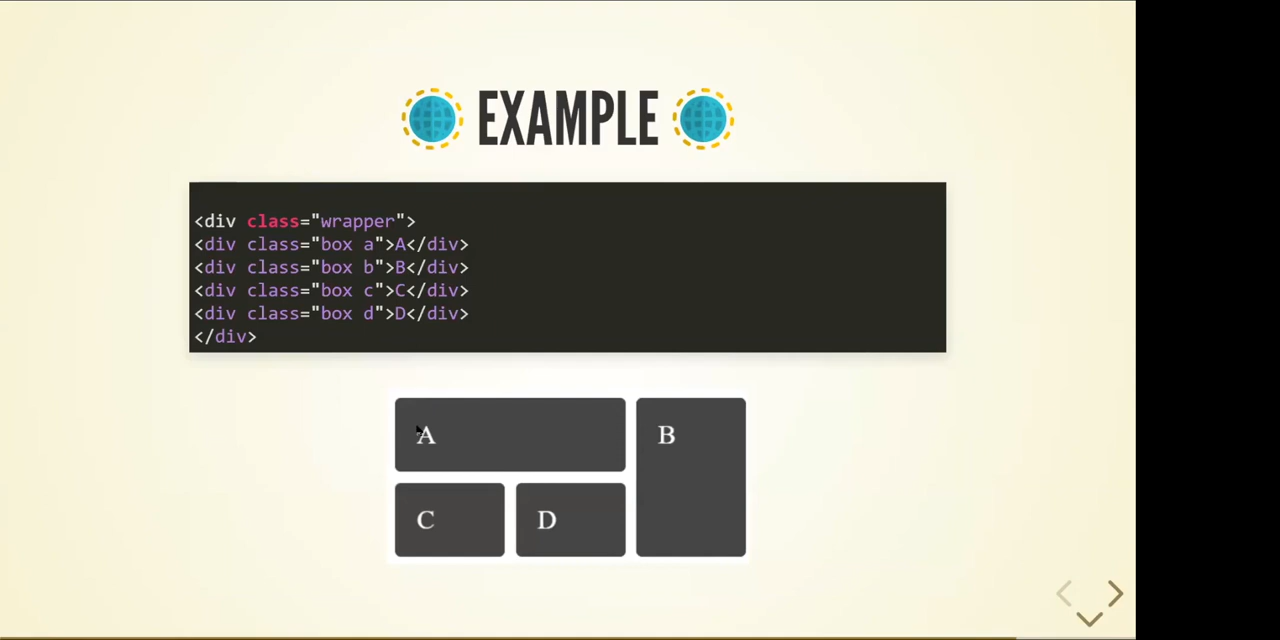 EXAMPLE
<div class="wrapper">
<div class="box a">A</div>
<div class="box b">B</div>
<div class="box c">C</div>
<div class="box d">D</div>
</div>
A
B
C
D